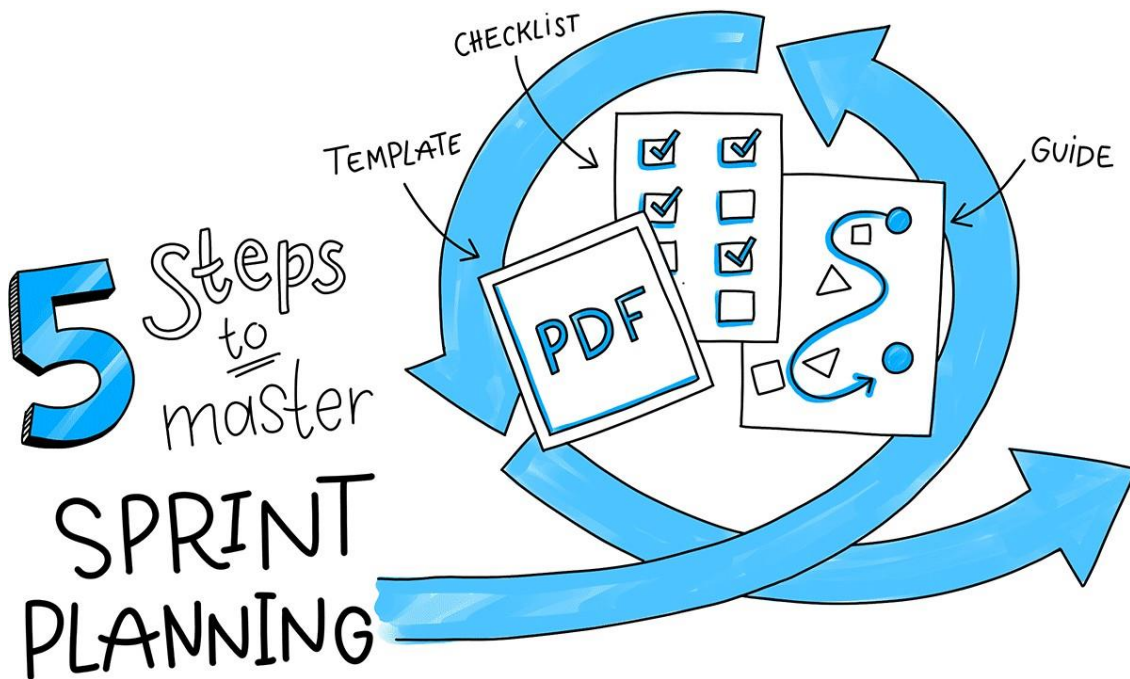 5 Steps
to
master
SPRINT
PLANNING
CHECKLIST
TEMPLATE
GUIDE
PDF